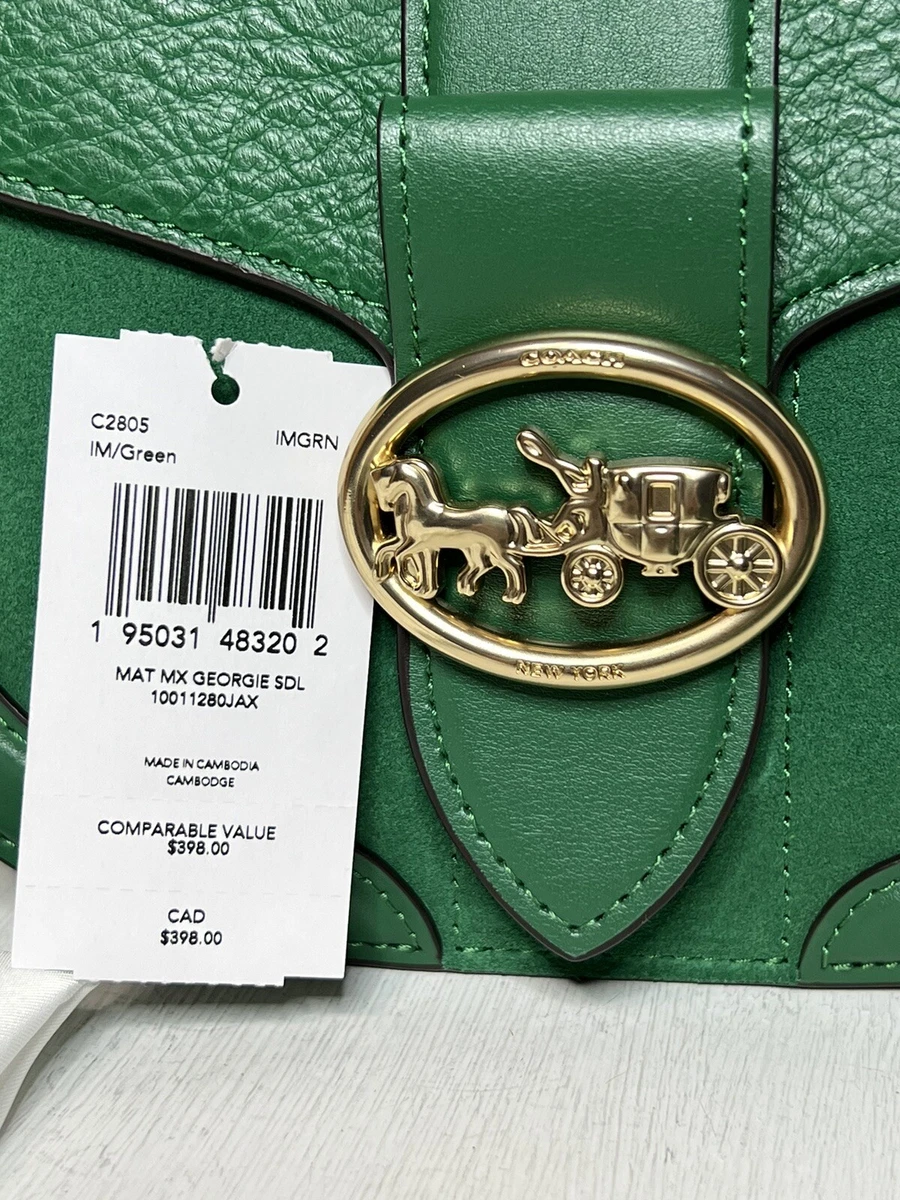 C2805
IM/Green
IMGRN
1 95031 48320 2
MAT MX GEORGIE SDL
10011280JAX
MADE IN CAMBODIA
CAMBODGE
COMPARABLE VALUE
$398.00
CAD
$398.00
COACH
NEW YORK